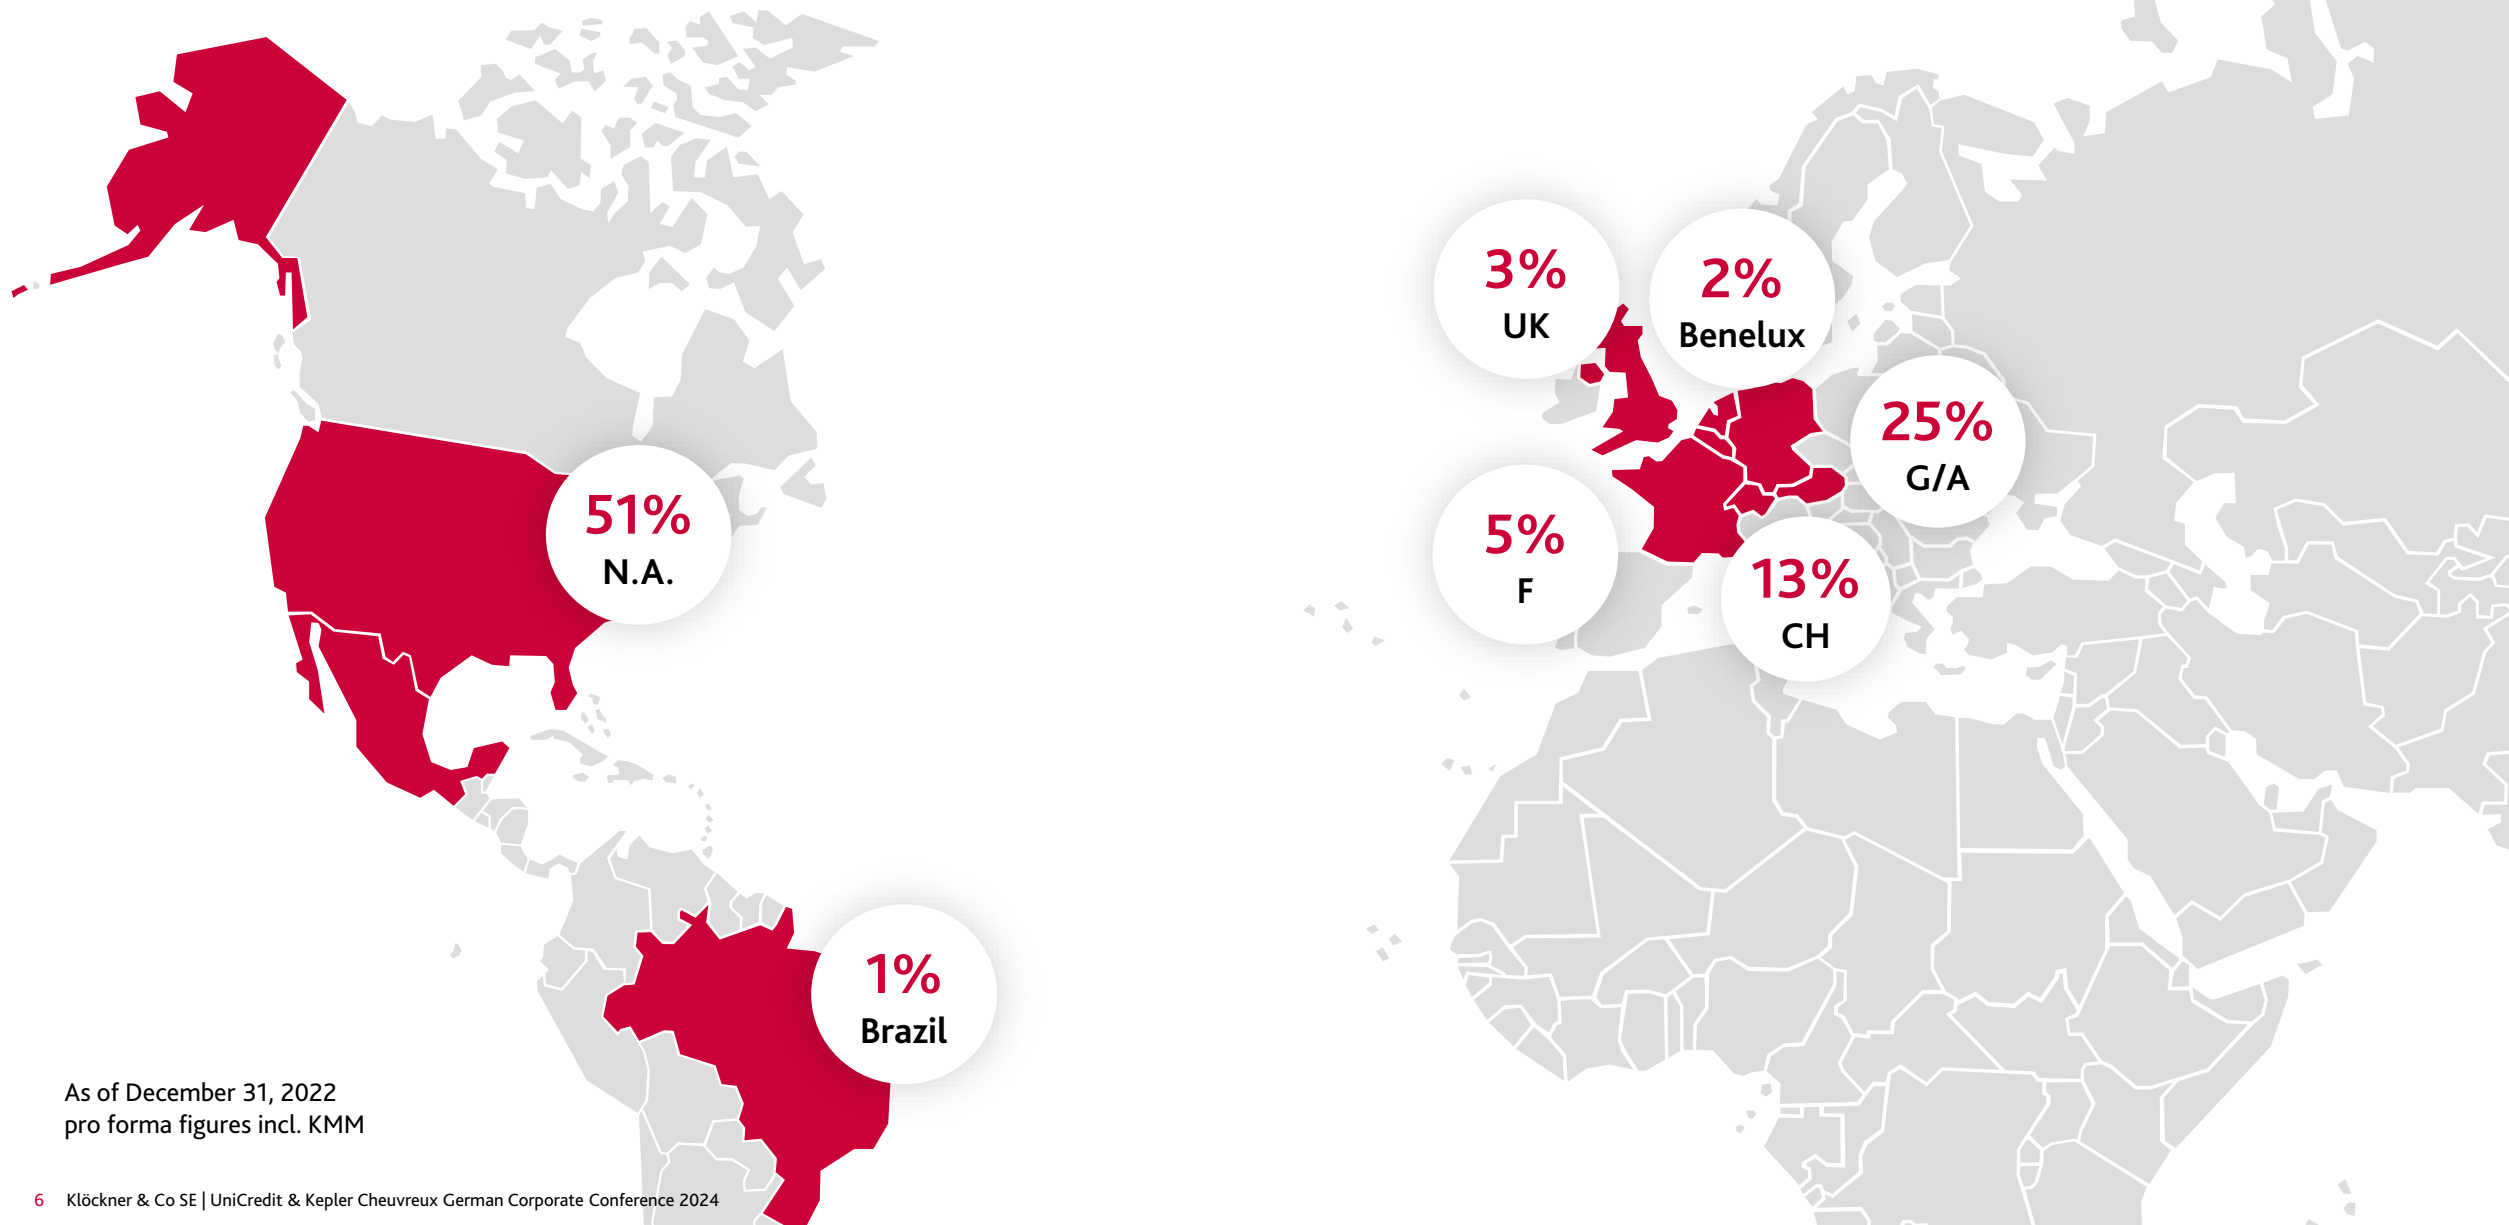 3%
UK
2%
Benelux
25%
G/A
51%
N.A.
5%
F
13%
CH
1%
Brazil
As of December 31, 2022
pro forma figures incl. KMM
6 Klöckner & Co SE | UniCredit & Kepler Cheuvreux German Corporate Conference 2024